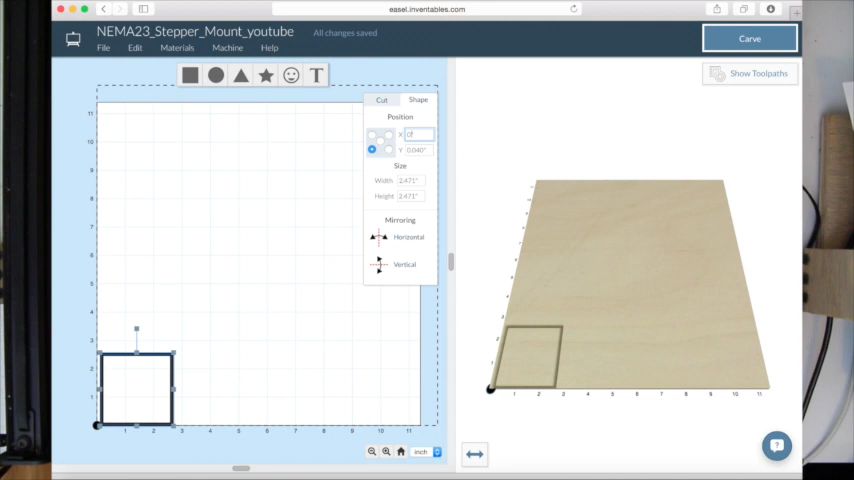 easel.inventables.com
NEMA23_Stepper_Mount_youtube
All changes saved
File Edit Materials Machine Help
Carve
T
Show Toolpaths
Cut Shape
Position
X 0"
Y 0.040"
Size
Width 2.471"
Height 2.471"
Mirroring
Horizontal
Vertical
11
10
9
8
7
6
5
4
3
2
1
1 2 3 4 5 6 7 8 9 10 11
inch
3
2
1
1 2 3 4 5 6 7 8 9 10 11
?